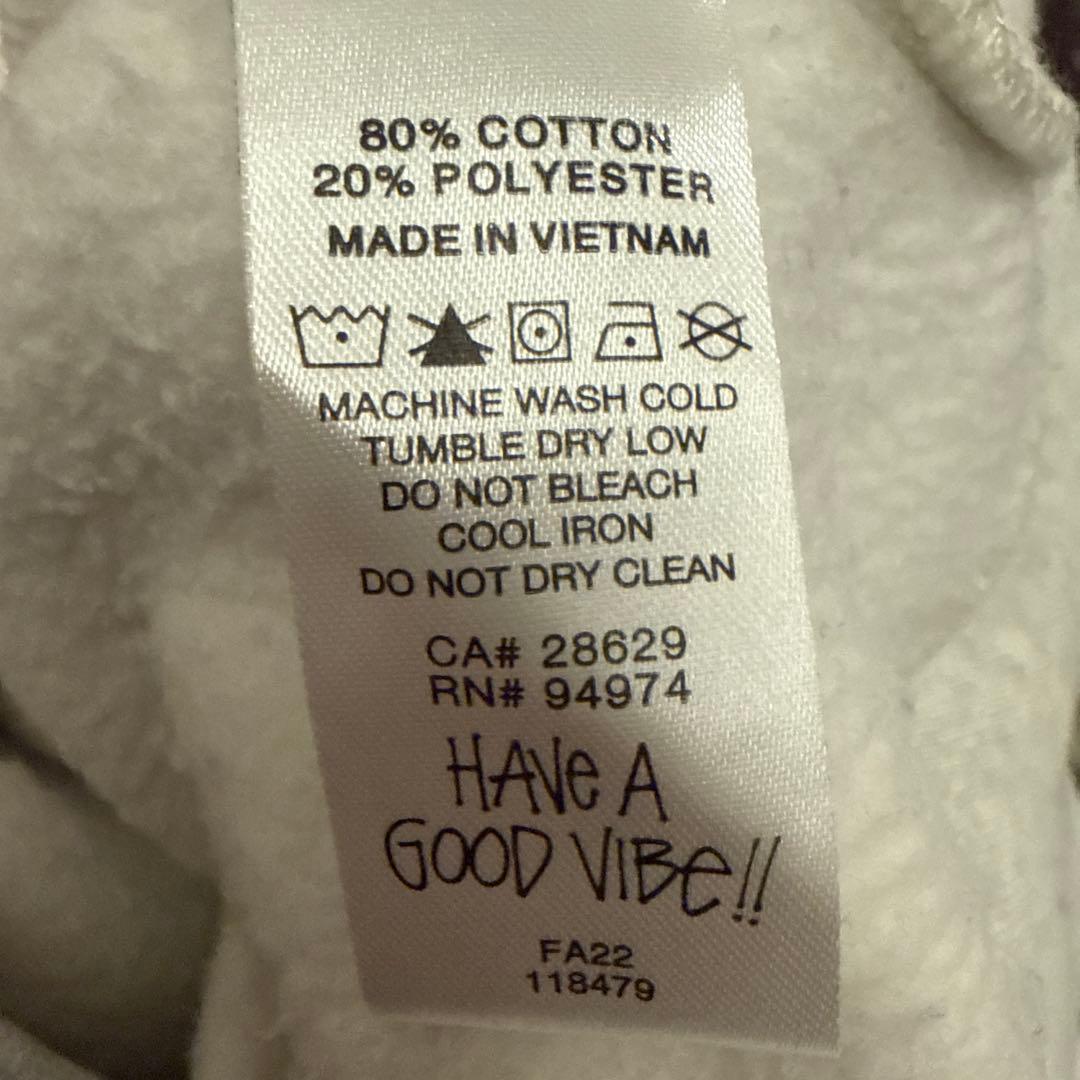 80% COTTON
20% POLYESTER
MADE IN VIETNAM
MACHINE WASH COLD
TUMBLE DRY LOW
DO NOT BLEACH
COOL IRON
DO NOT DRY CLEAN
CA# 28629
RN# 94974
HAVe A
GOOD VIBe!!
FA22
118479